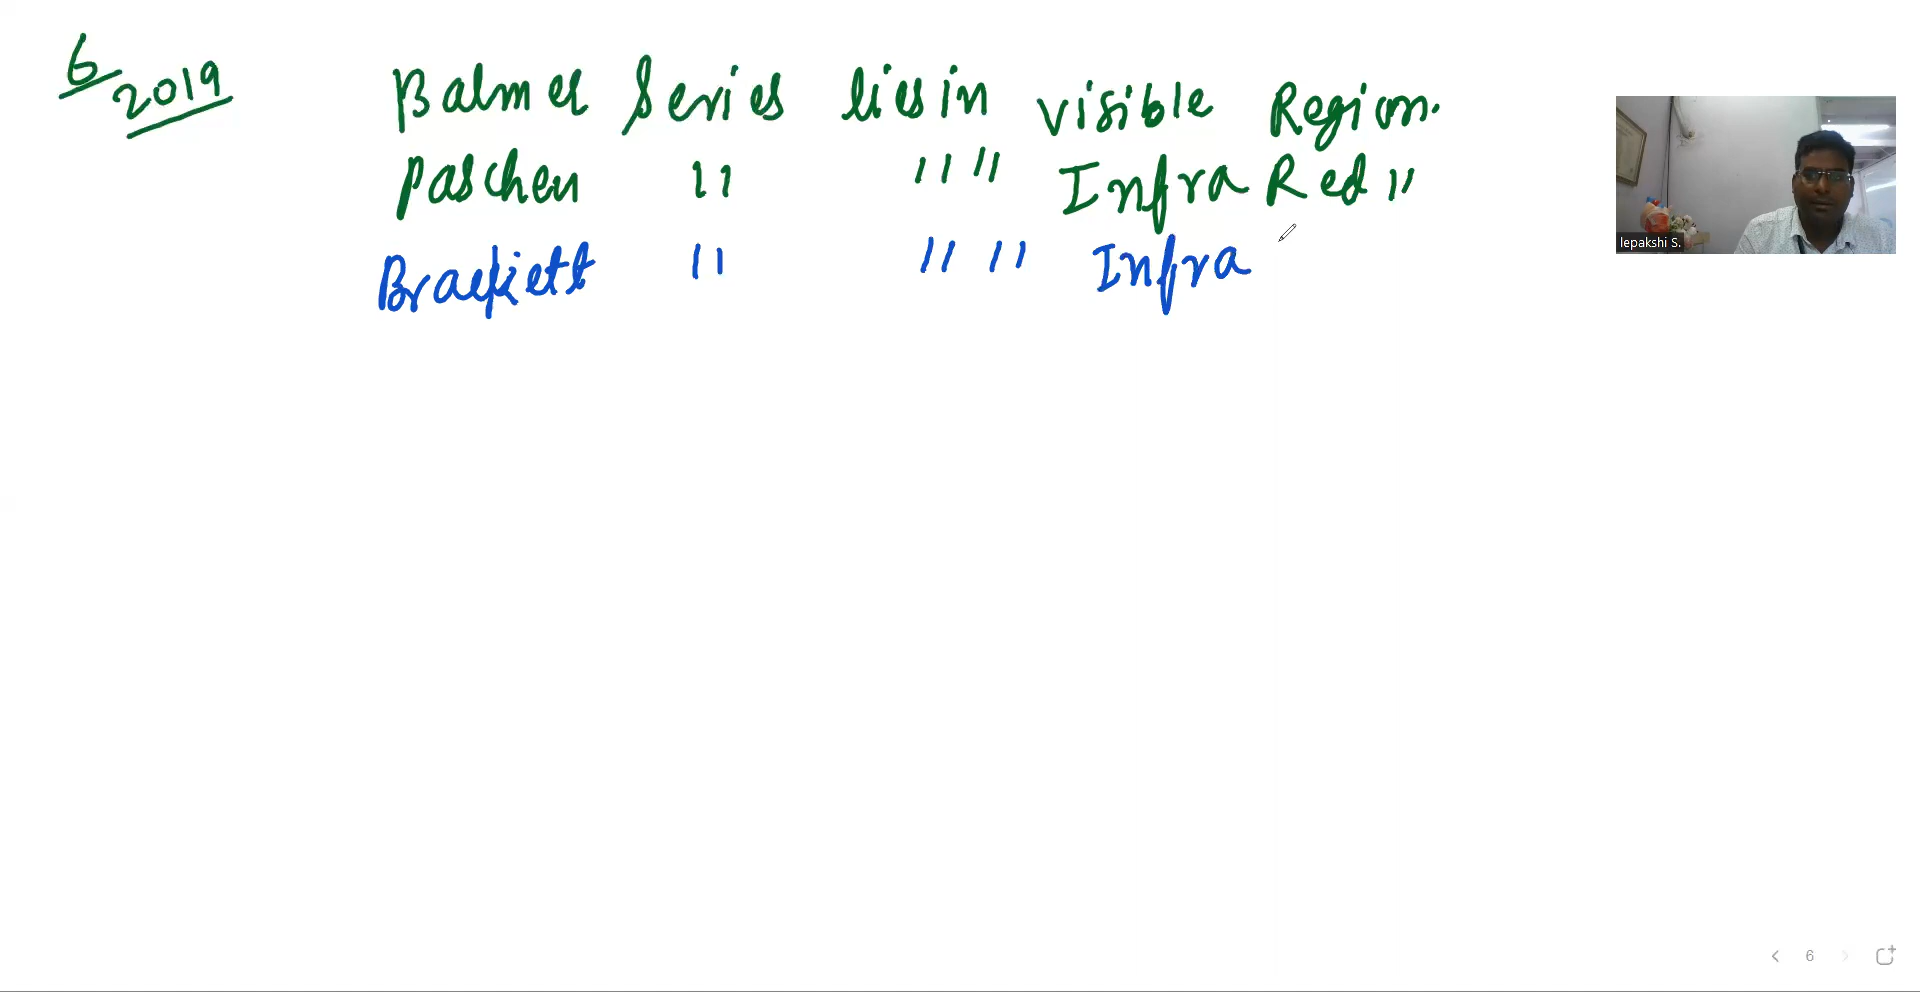 6/2019
Balmer Series lies in visible Region.
Paschen " " " Infra Red "
Brackett " " " Infra
lepakshi S.
6